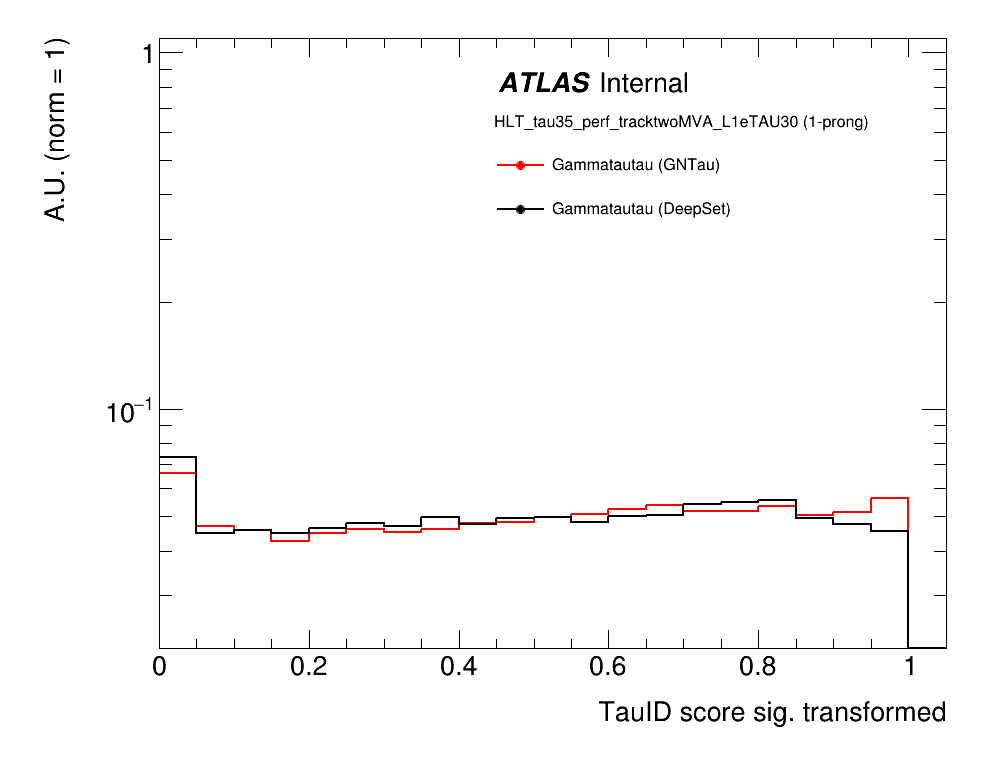 A.U. (norm = 1)
1
10⁻¹
ATLAS Internal
HLT_tau35_perf_tracktwoMVA_L1eTAU30 (1-prong)
Gammatautau (GNTau)
Gammatautau (DeepSet)
0 0.2 0.4 0.6 0.8 1
TauID score sig. transformed